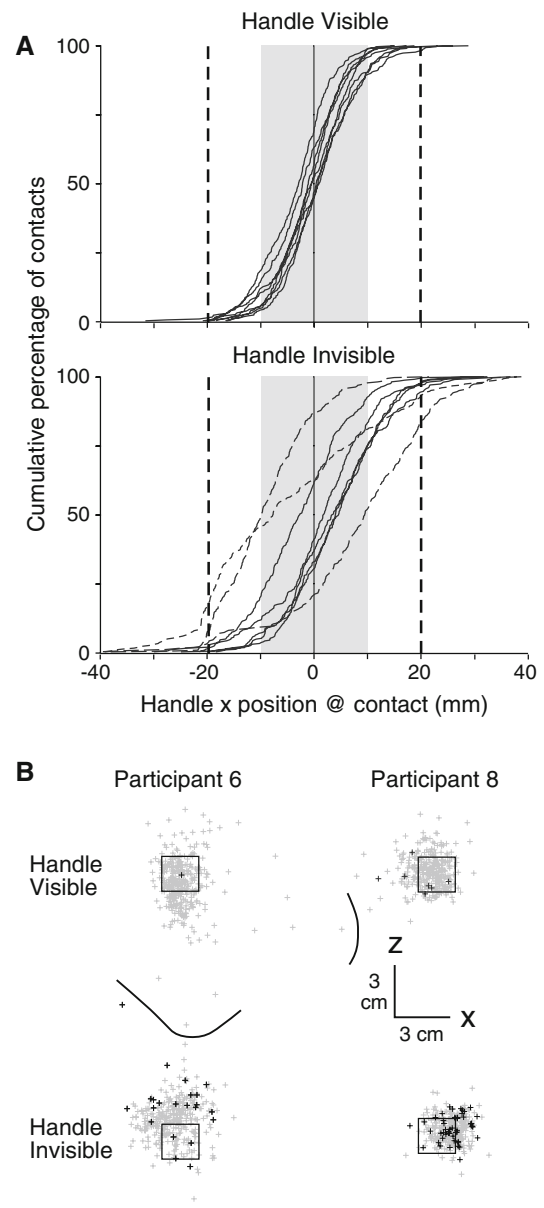 Handle Visible
A
100
50
0
Handle Invisible
100
50
0
Cumulative percentage of contacts
-40 -20 0 20 40
Handle x position @ contact (mm)
B
Participant 6 Participant 8
Handle
Visible
Z
3
cm
X
3 cm
Handle
Invisible